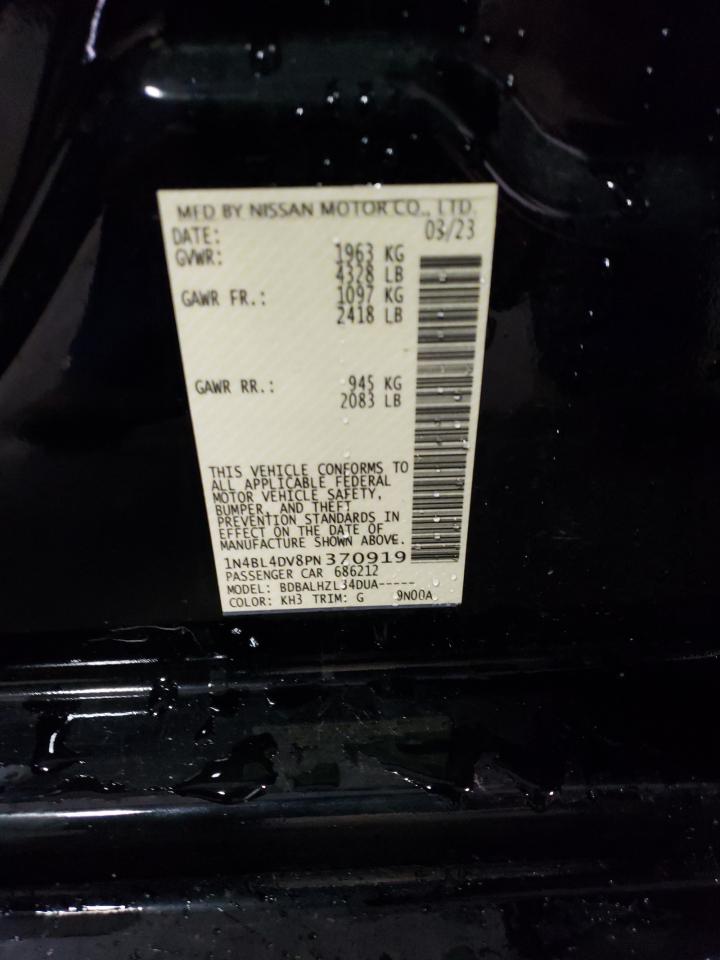 MFD BY NISSAN MOTOR CO., LTD.
DATE: 03/23
GVWR: 1963 KG
4328 LB
GAWR FR.: 1097 KG
2418 LB
GAWR RR.: 945 KG
2083 LB
THIS VEHICLE CONFORMS TO
ALL APPLICABLE FEDERAL
MOTOR VEHICLE SAFETY,
BUMPER, AND THEFT
PREVENTION STANDARDS IN
EFFECT ON THE DATE OF
MANUFACTURE SHOWN ABOVE.
1N4BL4DV8PN370919
PASSENGER CAR 686212
MODEL: BDBALHZL34DUA-----
COLOR: KH3 TRIM: G 9N00A